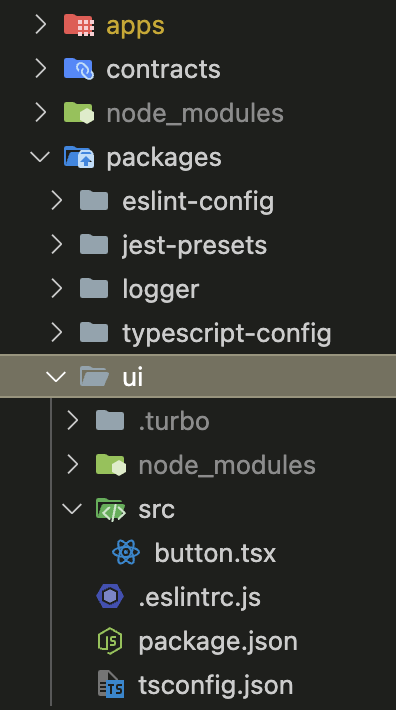 apps
contracts
node_modules
packages
eslint-config
jest-presets
logger
typescript-config
ui
.turbo
node_modules
src
button.tsx
.eslintrc.js
package.json
tsconfig.json